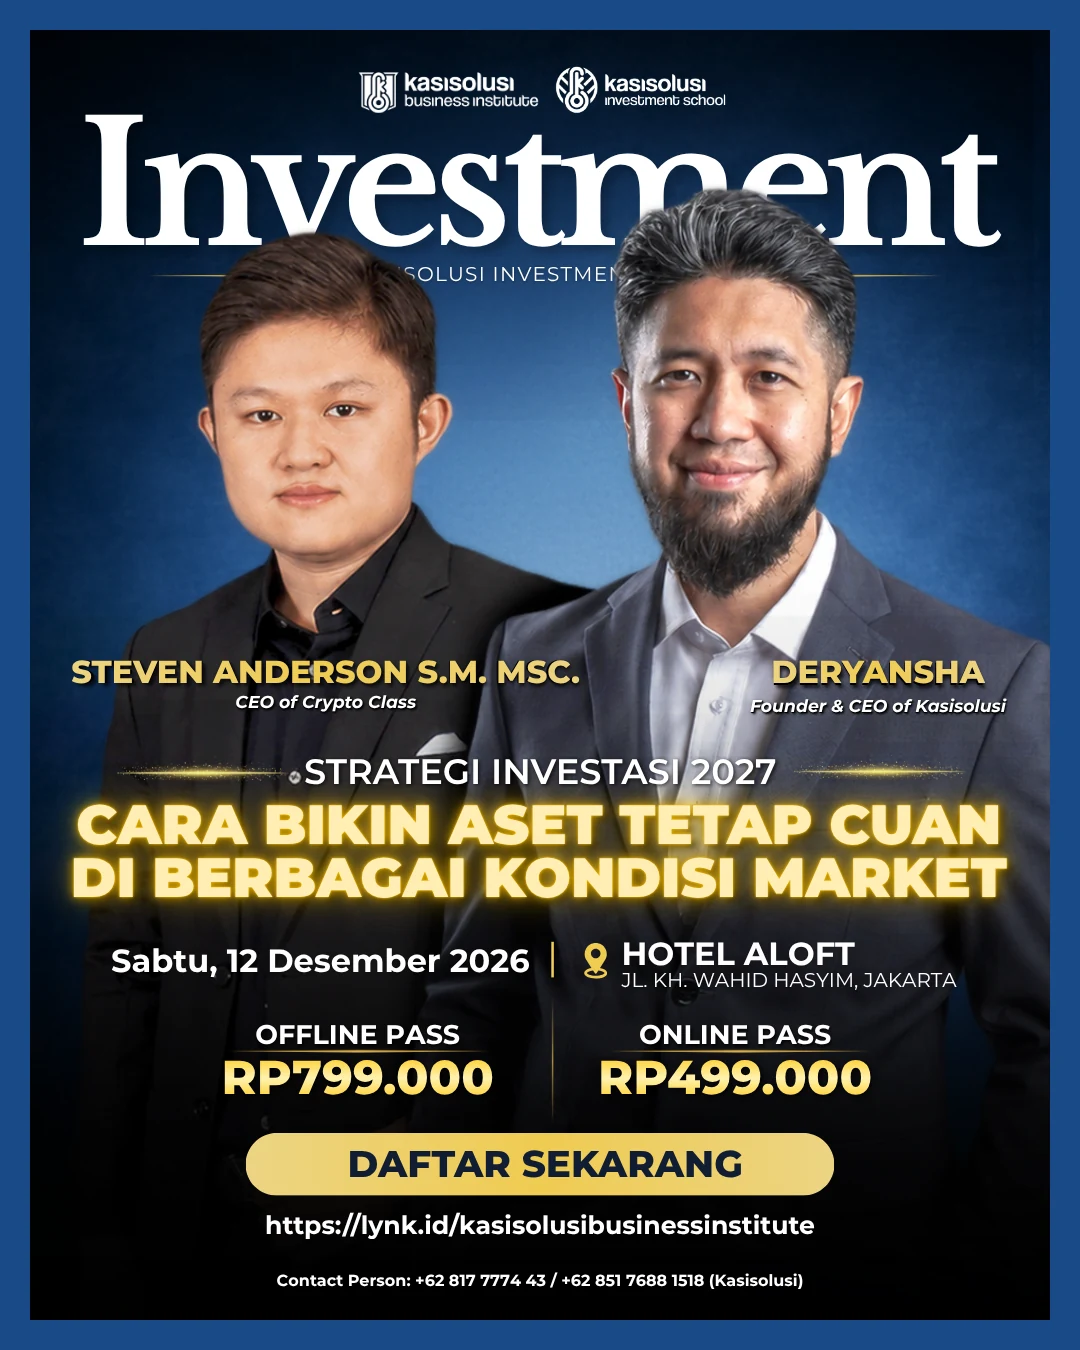 kasisolusi
business institute
kasisolusi
investment school
Investment
SOLUSI INVESTMEN
STEVEN ANDERSON S.M. MSC.
CEO of Crypto Class
DERYANSHA
Founder & CEO of Kasisolusi
STRATEGI INVESTASI 2027
CARA BIKIN ASET TETAP CUAN
DI BERBAGAI KONDISI MARKET
Sabtu, 12 Desember 2026
HOTEL ALOFT
JL. KH. WAHID HASYIM, JAKARTA
OFFLINE PASS
RP799.000
ONLINE PASS
RP499.000
DAFTAR SEKARANG
https://lynk.id/kasisolusibusinessinstitute
Contact Person: +62 817 7774 43 / +62 851 7688 1518 (Kasisolusi)